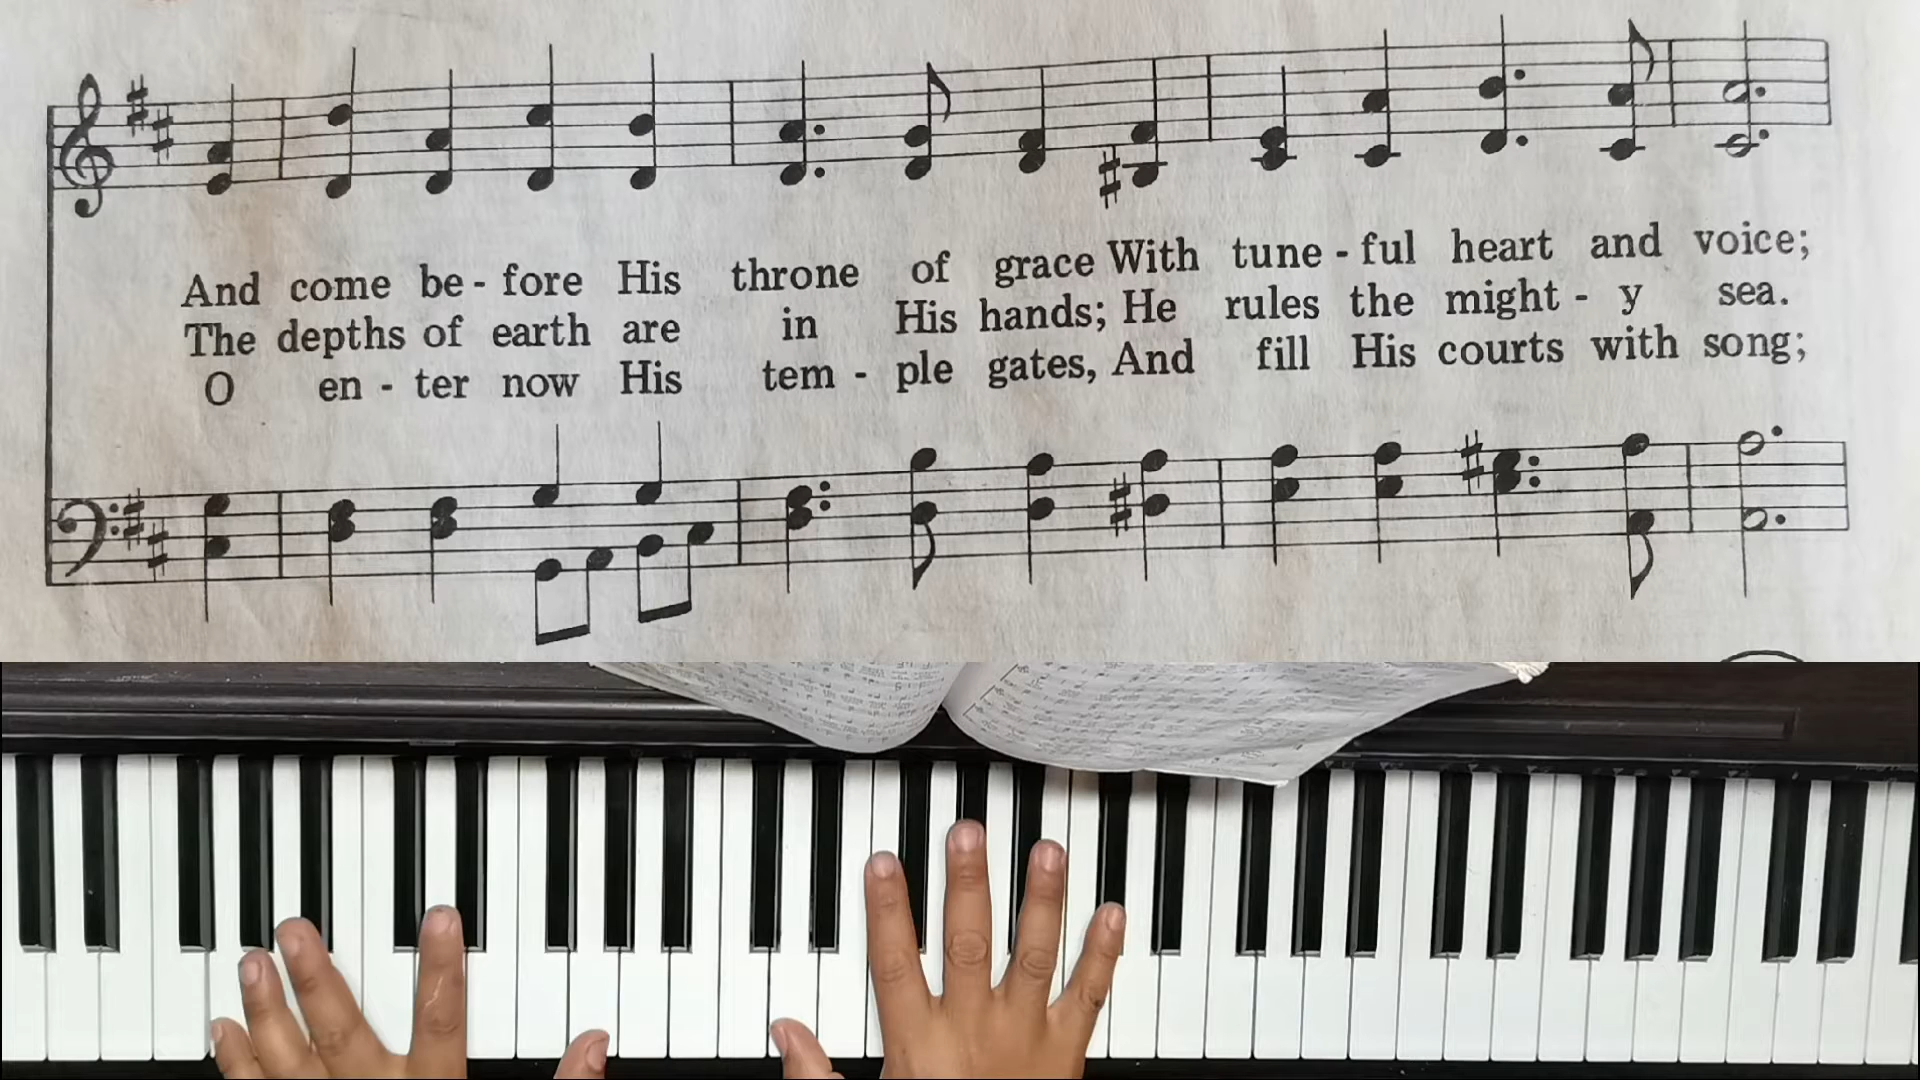 And come be - fore His throne of grace With tune - ful heart and voice;
The depths of earth are in His hands; He rules the might - y sea.
O en - ter now His tem - ple gates, And fill His courts with song;